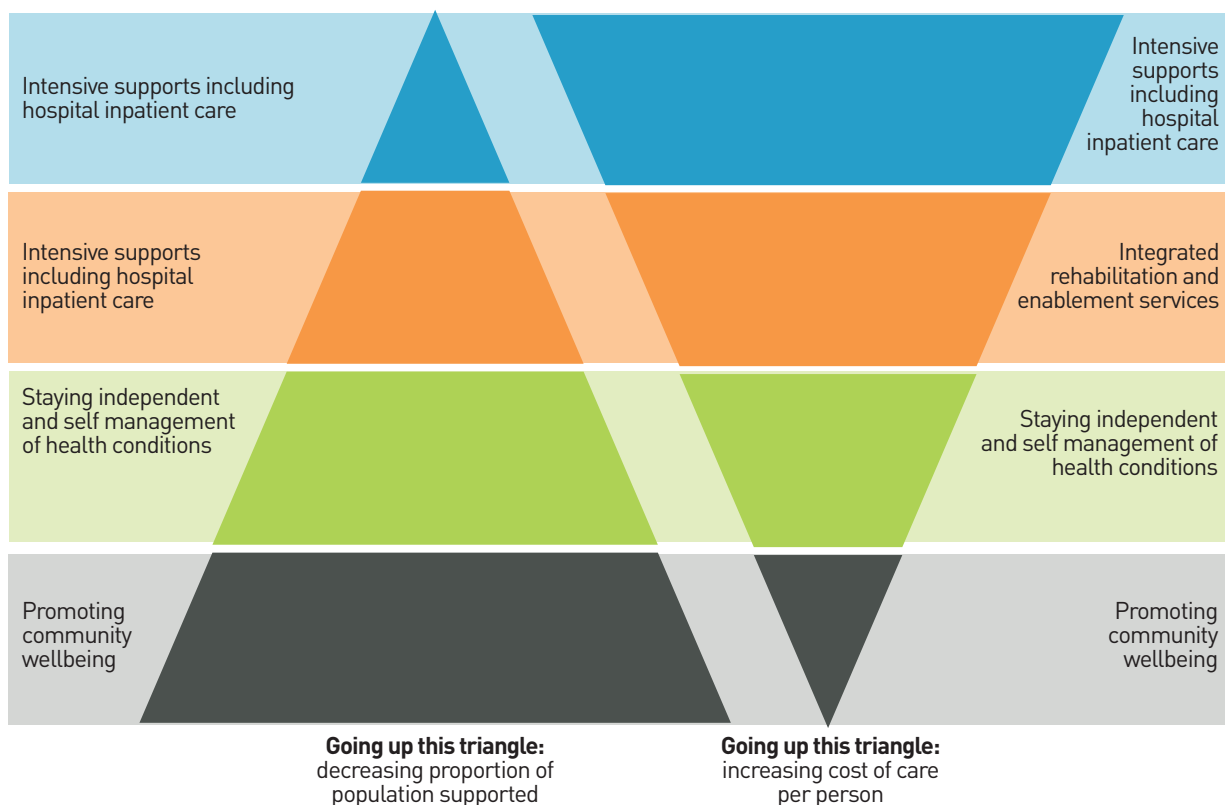 Intensive supports including
hospital inpatient care
Intensive
supports
including
hospital
inpatient care
Intensive supports
including hospital
inpatient care
Integrated
rehabilitation and
enablement services
Staying independent
and self management
of health conditions
Staying independent
and self management of
health conditions
Promoting
community
wellbeing
Promoting
community
wellbeing
Going up this triangle:
decreasing proportion of
population supported
Going up this triangle:
increasing cost of care
per person